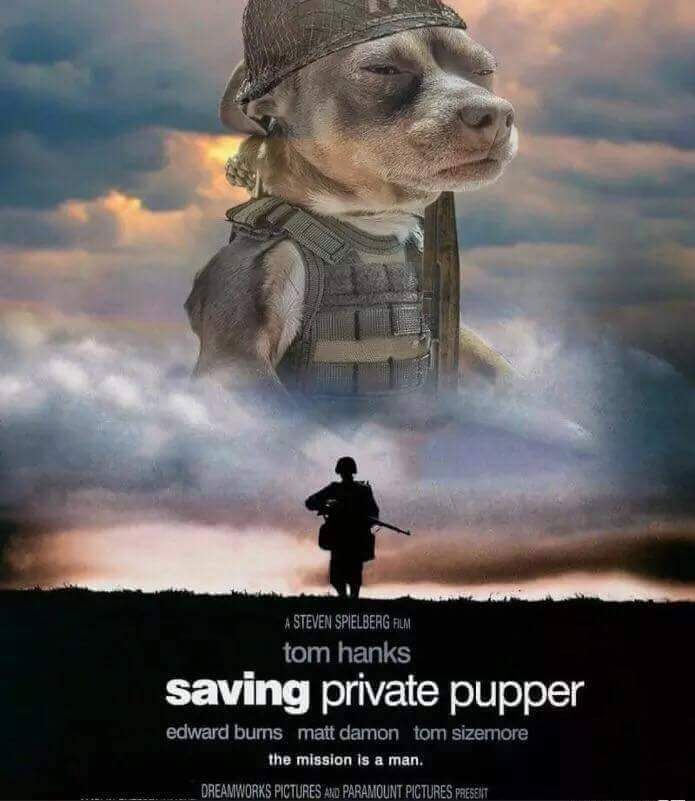 A STEVEN SPIELBERG FILM
tom hanks
saving private pupper
edward burns matt damon tom sizemore
the mission is a man.
DREAMWORKS PICTURES AND PARAMOUNT PICTURES PRESENT